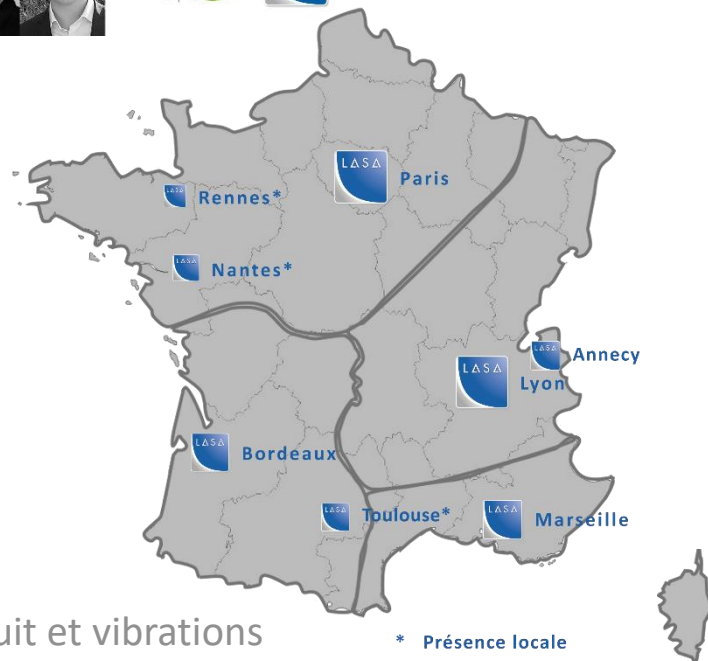 LASA
Paris
LASA
Rennes*
LASA
Nantes*
LASA
Annecy
LASA
Lyon
LASA
Bordeaux
LASA
Toulouse*
LASA
Marseille
uit et vibrations
* Présence locale